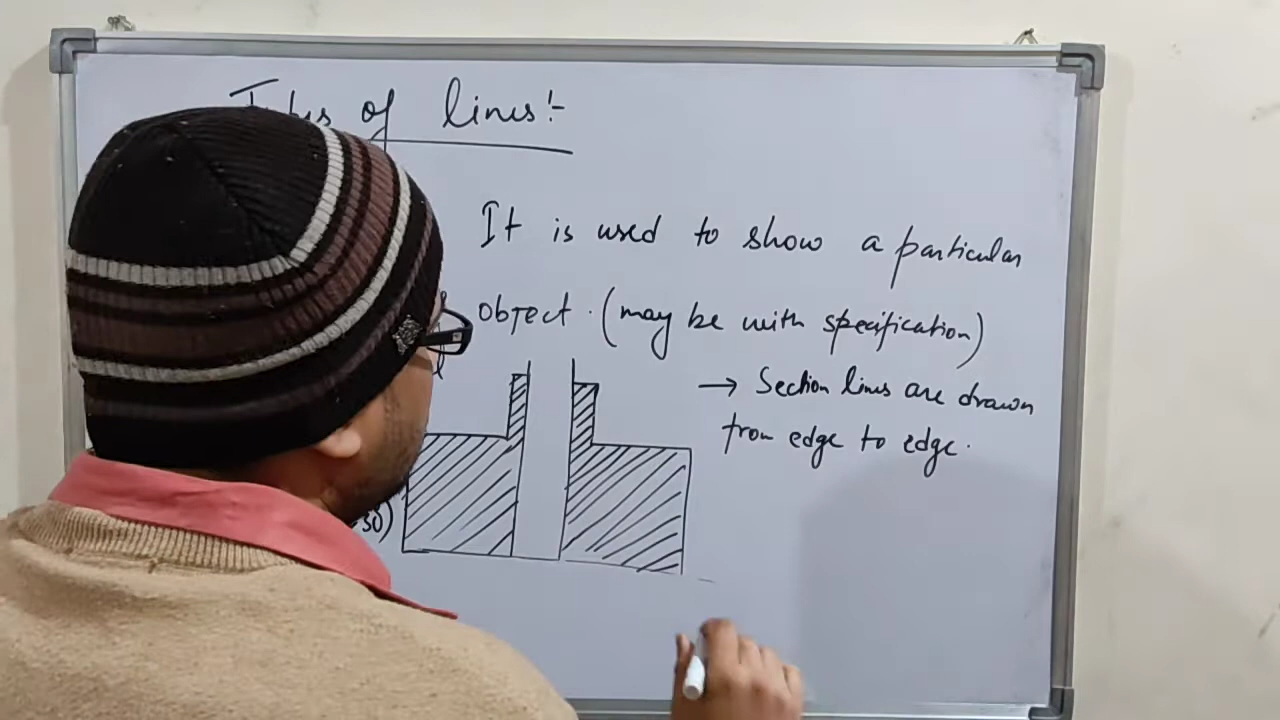 of lines:-
It is used to show a particular
object. (may be with specification)
→ Section lines are drawn
from edge to edge.